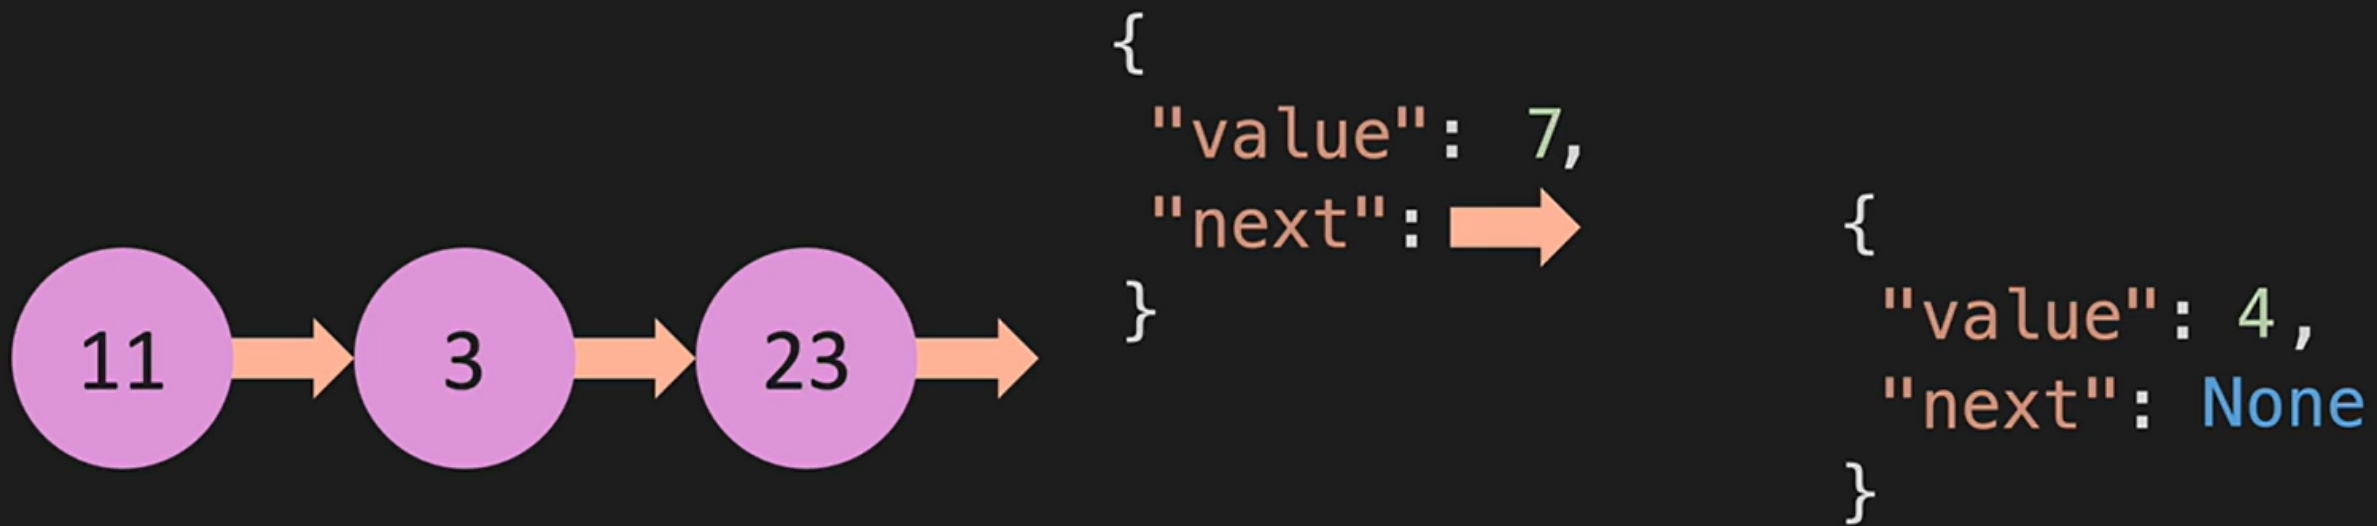 11
3
23
{
"value": 7,
"next":
}
{
"value": 4,
"next": None
}